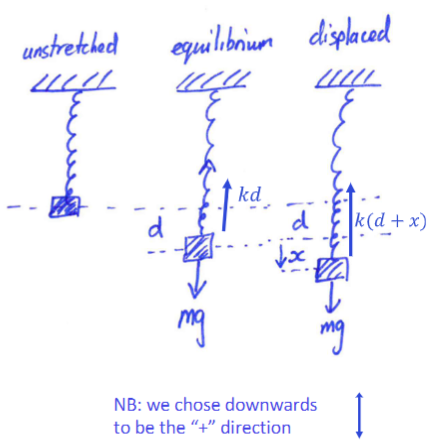 unstretched equilibrium displaced
kd
d d k(d + x)
x
mg mg
NB: we chose downwards
to be the “+” direction